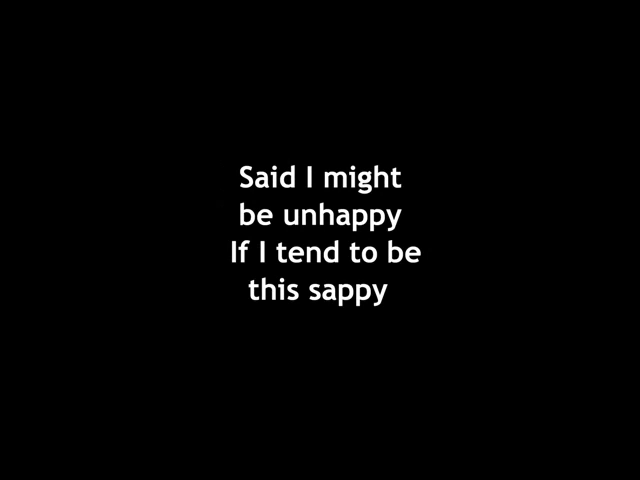 Said I might
be unhappy
If I tend to be
this sappy